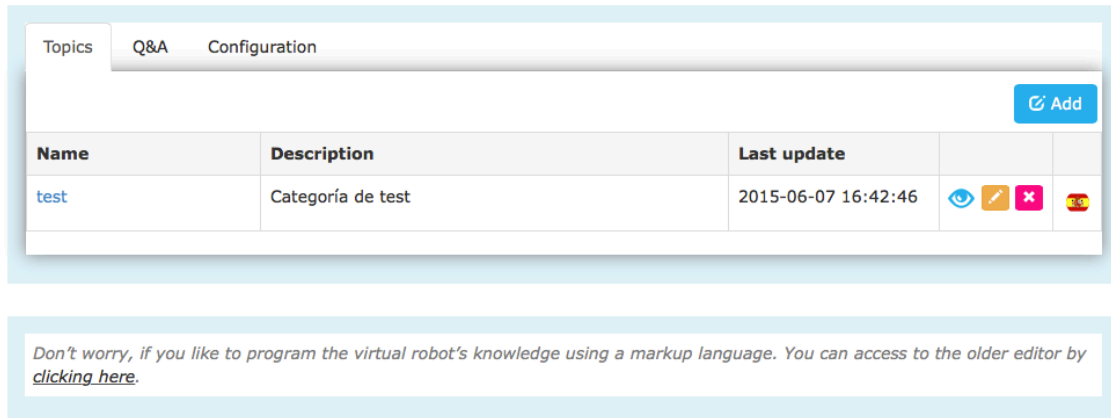 Topics Q&A Configuration
Add
Name Description Last update
test Categoría de test 2015-06-07 16:42:46
Don't worry, if you like to program the virtual robot's knowledge using a markup language. You can access to the older editor by
clicking here.